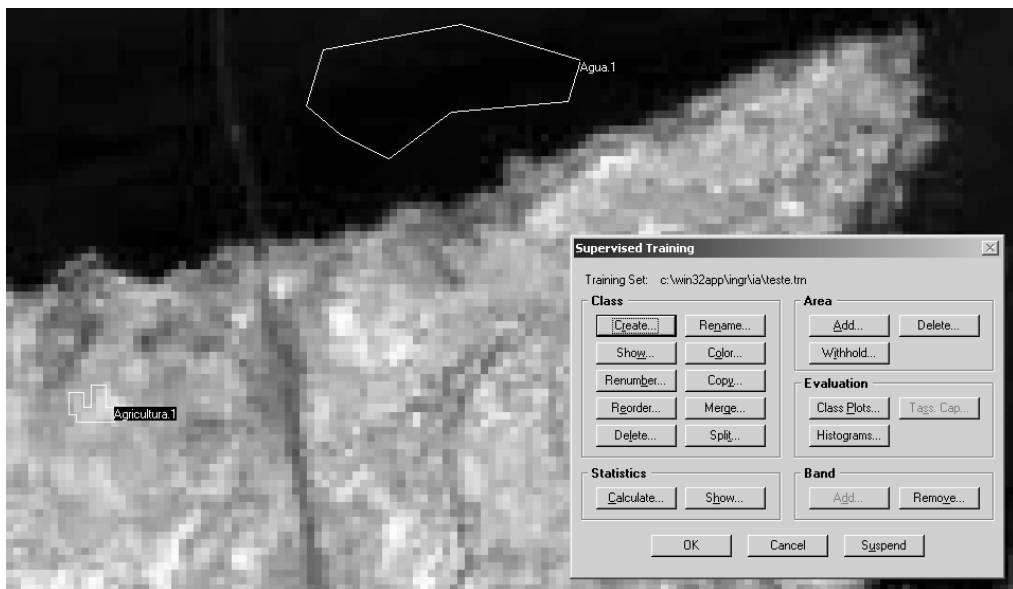 Agua.1
Agricultura.1
Supervised Training
Training Set: c:\win32app\ingr\ia\teste.trn
Class
Create... Rename...
Show... Color...
Renumber... Copy...
Reorder... Merge...
Delete... Split...
Area
Add... Delete...
Withhold...
Evaluation
Class Plots... Tass. Cap...
Histograms...
Statistics
Calculate... Show...
Band
Add... Remove...
OK Cancel Suspend